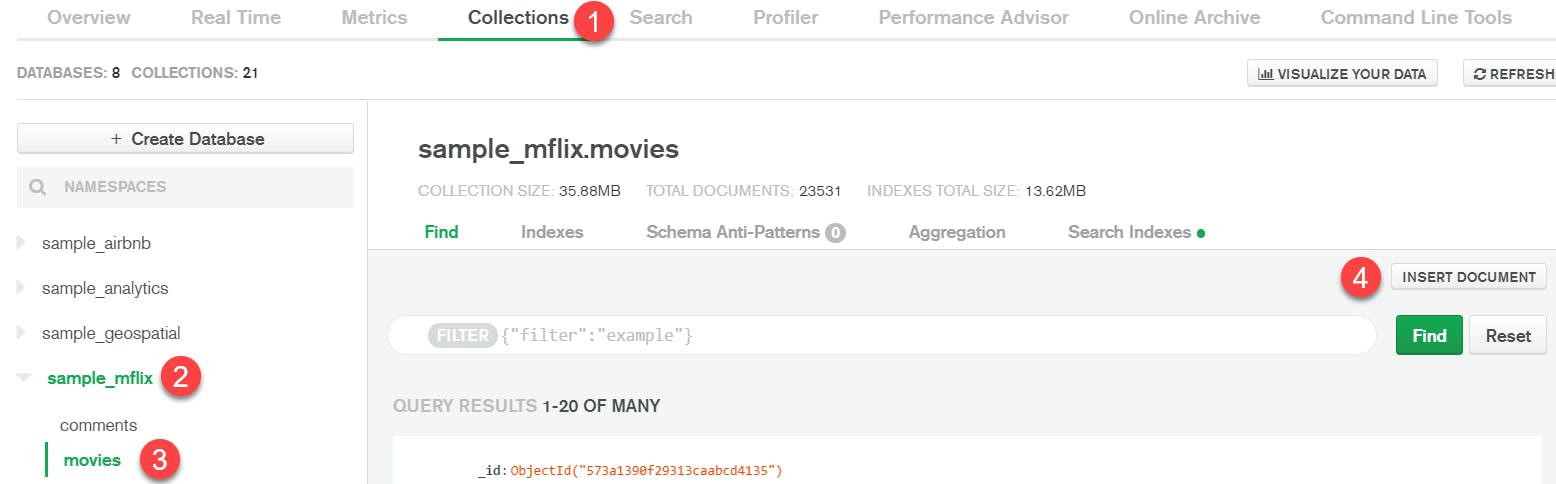 Overview Real Time Metrics Collections 1 Search Profiler Performance Advisor Online Archive Command Line Tools
DATABASES: 8 COLLECTIONS: 21 VISUALIZE YOUR DATA REFRESH
+ Create Database
NAMESPACES
sample_airbnb
sample_analytics
sample_geospatial
sample_mflix 2
comments
movies 3
sample_mflix.movies
COLLECTION SIZE: 35.88MB TOTAL DOCUMENTS: 23531 INDEXES TOTAL SIZE: 13.62MB
Find Indexes Schema Anti-Patterns 0 Aggregation Search Indexes
4 INSERT DOCUMENT
FILTER {"filter":"example"} Find Reset
QUERY RESULTS 1-20 OF MANY
_id: ObjectId("573a1390f29313caabcd4135")